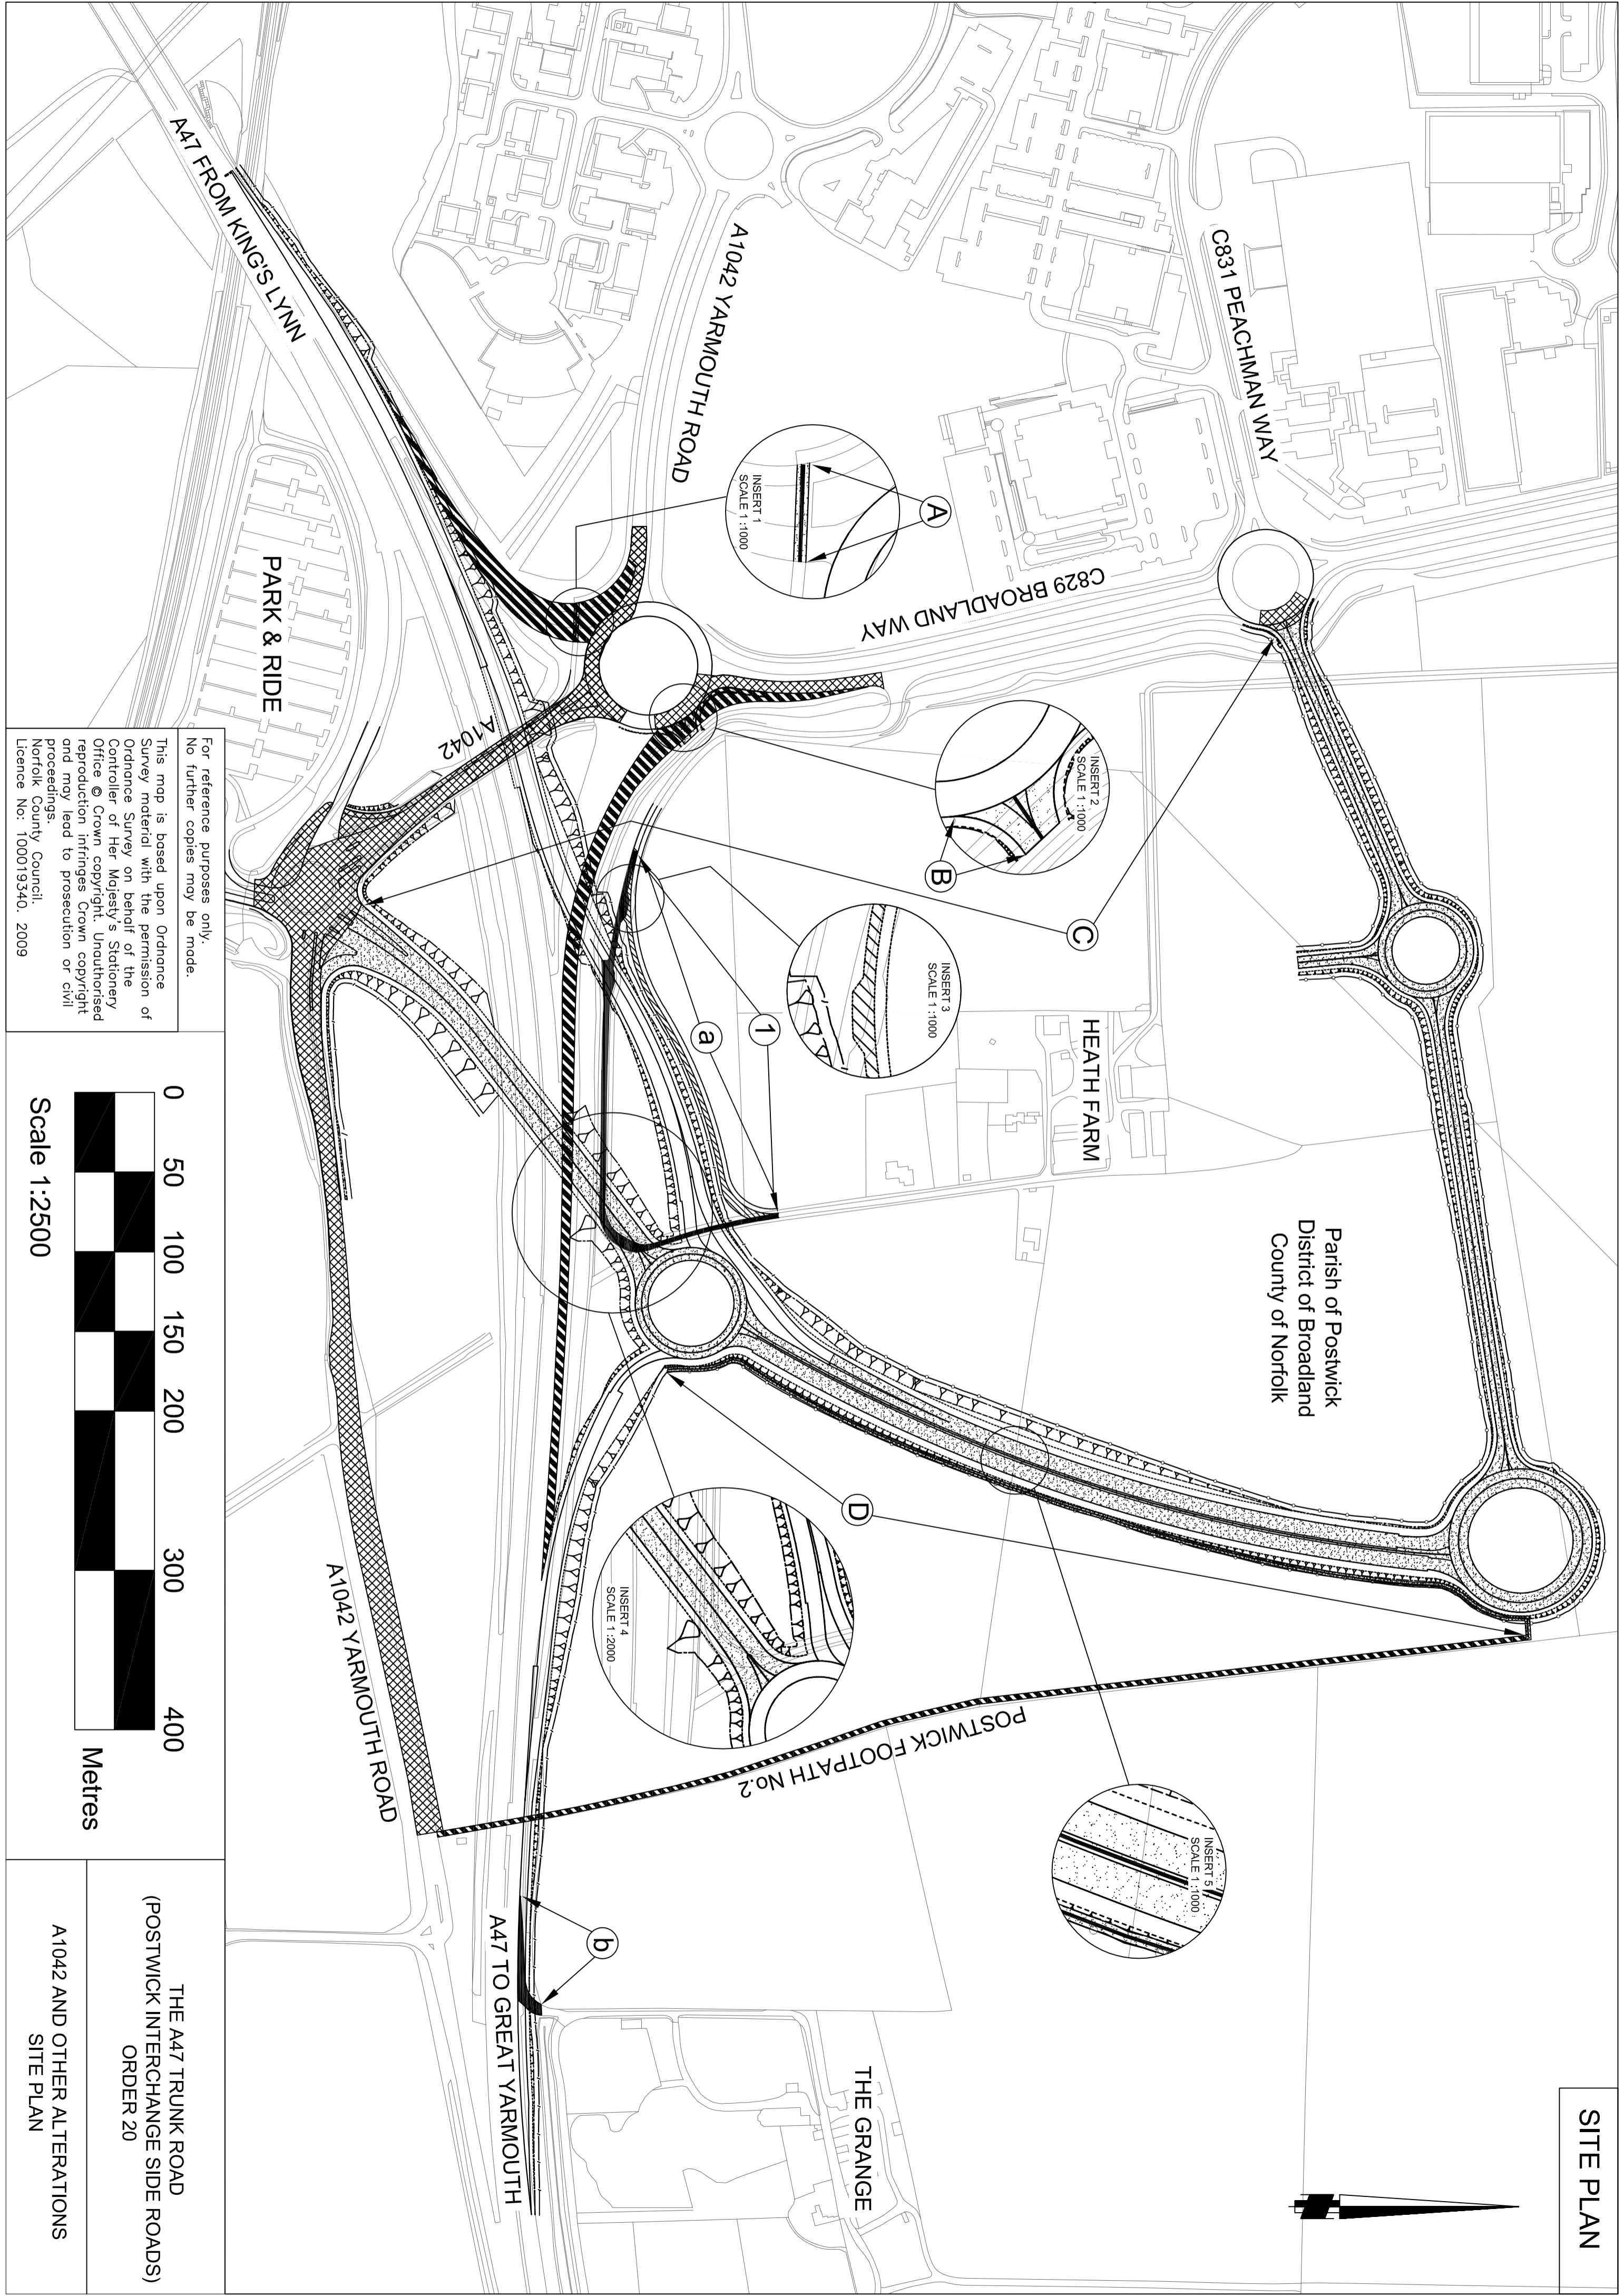 SITE PLAN
C831 PEACHMAN WAY
Parish of Postwick
District of Broadland
County of Norfolk
HEATH FARM
C829 BROADLAND WAY
A1042 YARMOUTH ROAD
INSERT 1
SCALE 1:1000
A
INSERT 2
SCALE 1:1000
B
C
INSERT 3
SCALE 1:1000
1
a
D
INSERT 4
SCALE 1:2000
INSERT 5
SCALE 1:1000
POSTWICK FOOTPATH No.2
THE GRANGE
b
A47 FROM KING'S LYNN
A1042
PARK & RIDE
A47 TO GREAT YARMOUTH
A1042 YARMOUTH ROAD
For reference purposes only.
No further copies may be made.
This map is based upon Ordnance
Survey material with the permission of
Ordnance Survey on behalf of the
Controller of Her Majesty's Stationery
Office © Crown copyright. Unauthorised
reproduction infringes Crown copyright
and may lead to prosecution or civil
proceedings.
Norfolk County Council.
Licence No: 100019340. 2009
0 50 100 150 200 300 400
Metres
Scale 1:2500
THE A47 TRUNK ROAD
(POSTWICK INTERCHANGE SIDE ROADS)
ORDER 20
A1042 AND OTHER ALTERATIONS
SITE PLAN